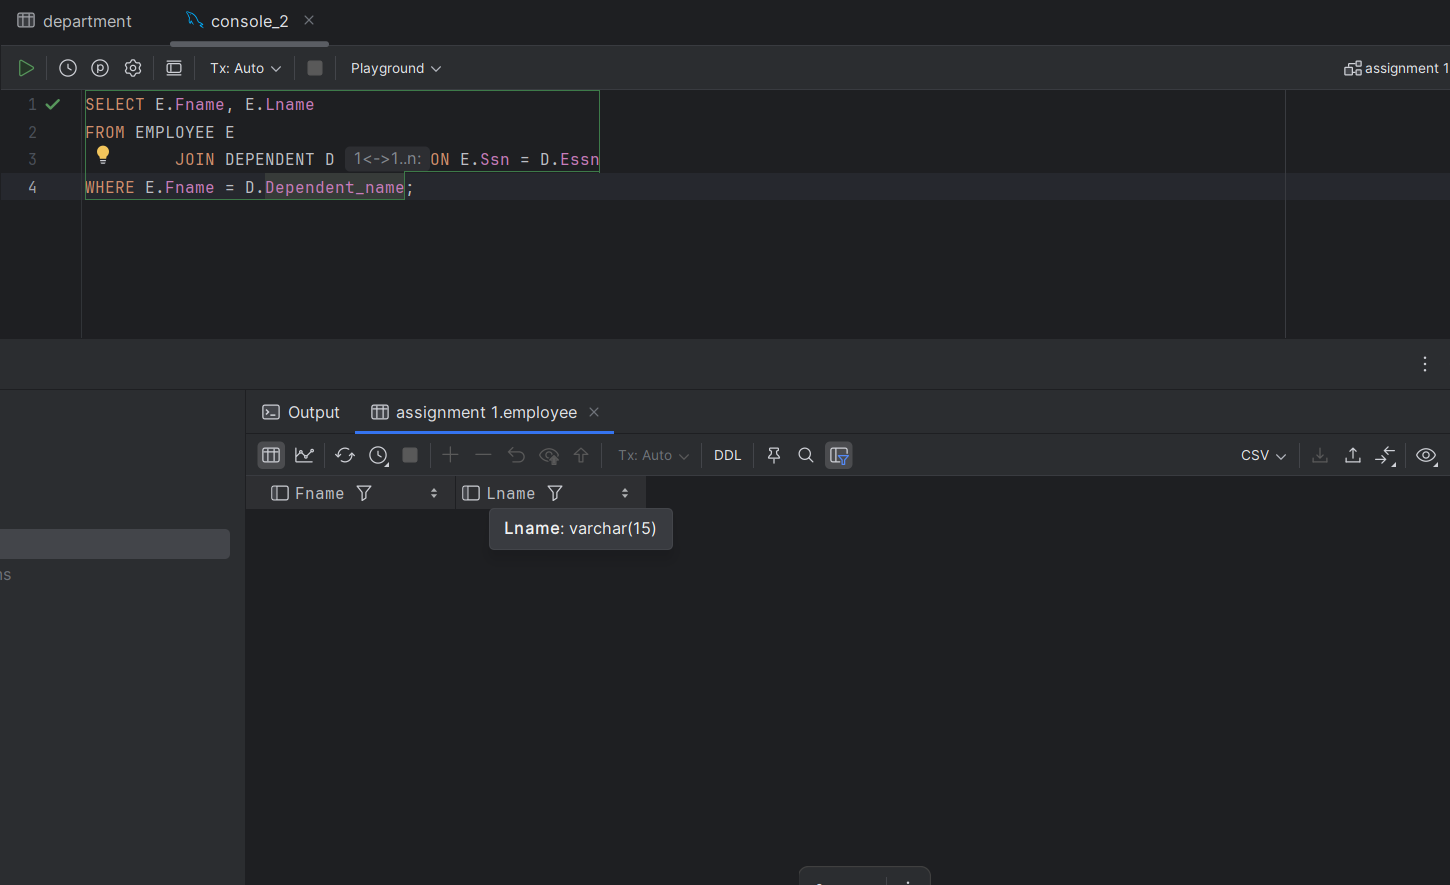 department console_2
Tx: Auto Playground assignment 1
1 SELECT E.Fname, E.Lname
2 FROM EMPLOYEE E
3 JOIN DEPENDENT D 1<->1..n: ON E.Ssn = D.Essn
4 WHERE E.Fname = D.Dependent_name;
Output assignment 1.employee
Tx: Auto DDL CSV
Fname Lname
Lname: varchar(15)